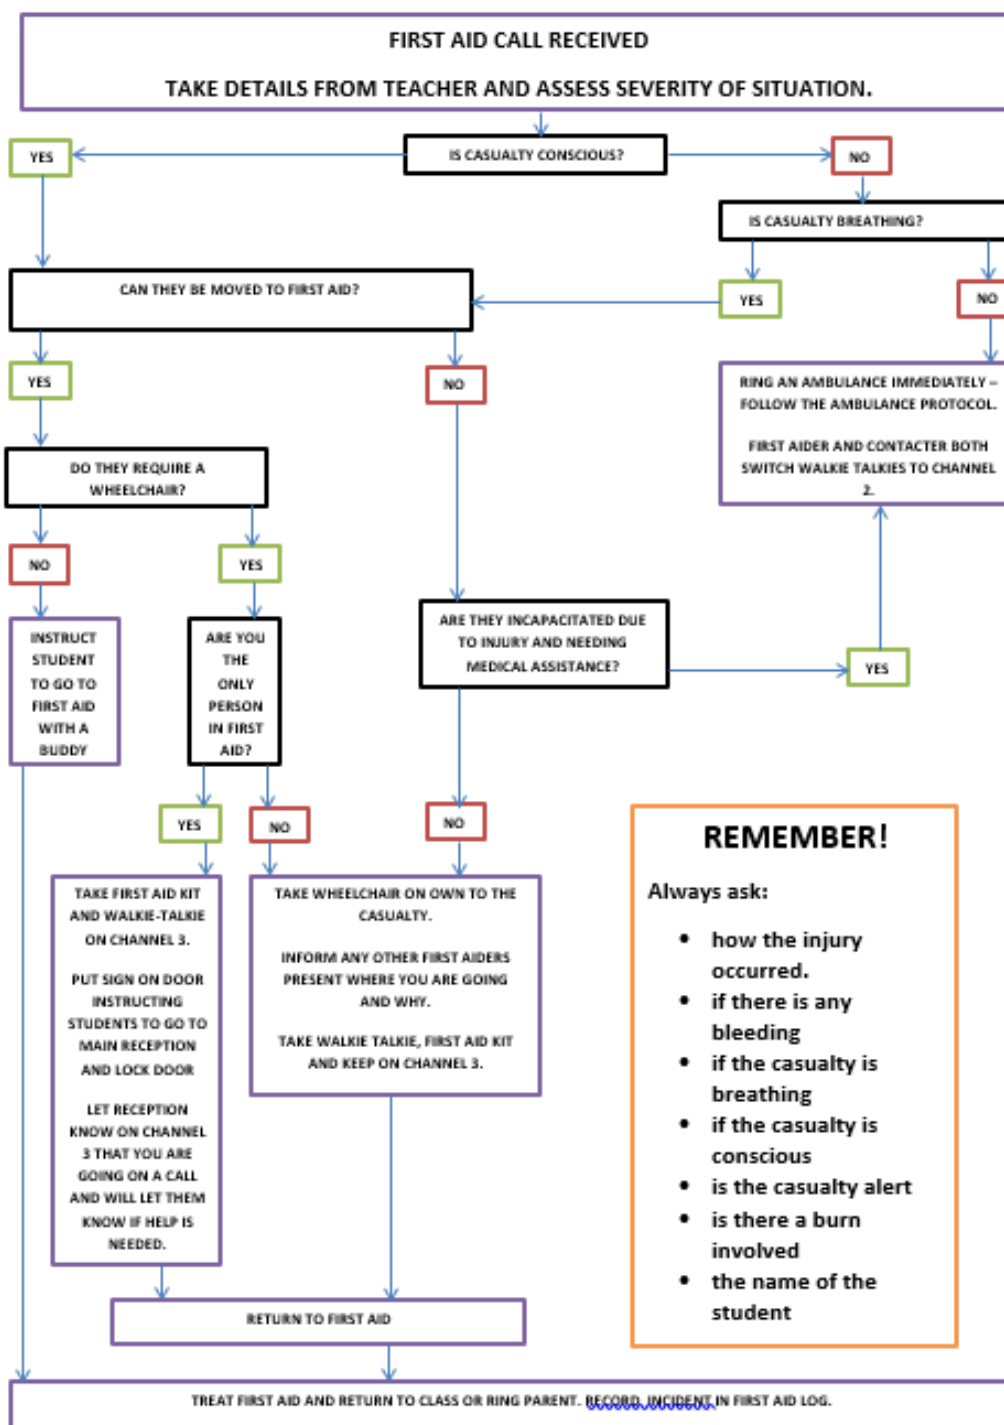 FIRST AID CALL RECEIVED
TAKE DETAILS FROM TEACHER AND ASSESS SEVERITY OF SITUATION.
YES
IS CASUALTY CONSCIOUS?
NO
IS CASUALTY BREATHING?
CAN THEY BE MOVED TO FIRST AID?
YES
NO
YES
NO
RING AN AMBULANCE IMMEDIATELY –
FOLLOW THE AMBULANCE PROTOCOL.
FIRST AIDER AND CONTACTER BOTH
SWITCH WALKIE TALKIES TO CHANNEL
2.
DO THEY REQUIRE A
WHEELCHAIR?
NO
YES
INSTRUCT
STUDENT
TO GO TO
FIRST AID
WITH A
BUDDY
ARE YOU
THE
ONLY
PERSON
IN FIRST
AID?
ARE THEY INCAPACITATED DUE
TO INJURY AND NEEDING
MEDICAL ASSISTANCE?
YES
YES
NO
NO
TAKE FIRST AID KIT
AND WALKIE-TALKIE
ON CHANNEL 3.
PUT SIGN ON DOOR
INSTRUCTING
STUDENTS TO GO TO
MAIN RECEPTION
AND LOCK DOOR
LET RECEPTION
KNOW ON CHANNEL
3 THAT YOU ARE
GOING ON A CALL
AND WILL LET THEM
KNOW IF HELP IS
NEEDED.
TAKE WHEELCHAIR ON OWN TO THE
CASUALTY.
INFORM ANY OTHER FIRST AIDERS
PRESENT WHERE YOU ARE GOING
AND WHY.
TAKE WALKIE TALKIE, FIRST AID KIT
AND KEEP ON CHANNEL 3.
REMEMBER!
Always ask:
• how the injury
occurred.
• if there is any
bleeding
• if the casualty is
breathing
• if the casualty is
conscious
• is the casualty alert
• is there a burn
involved
• the name of the
student
RETURN TO FIRST AID
TREAT FIRST AID AND RETURN TO CLASS OR RING PARENT. RECORD INCIDENT IN FIRST AID LOG.